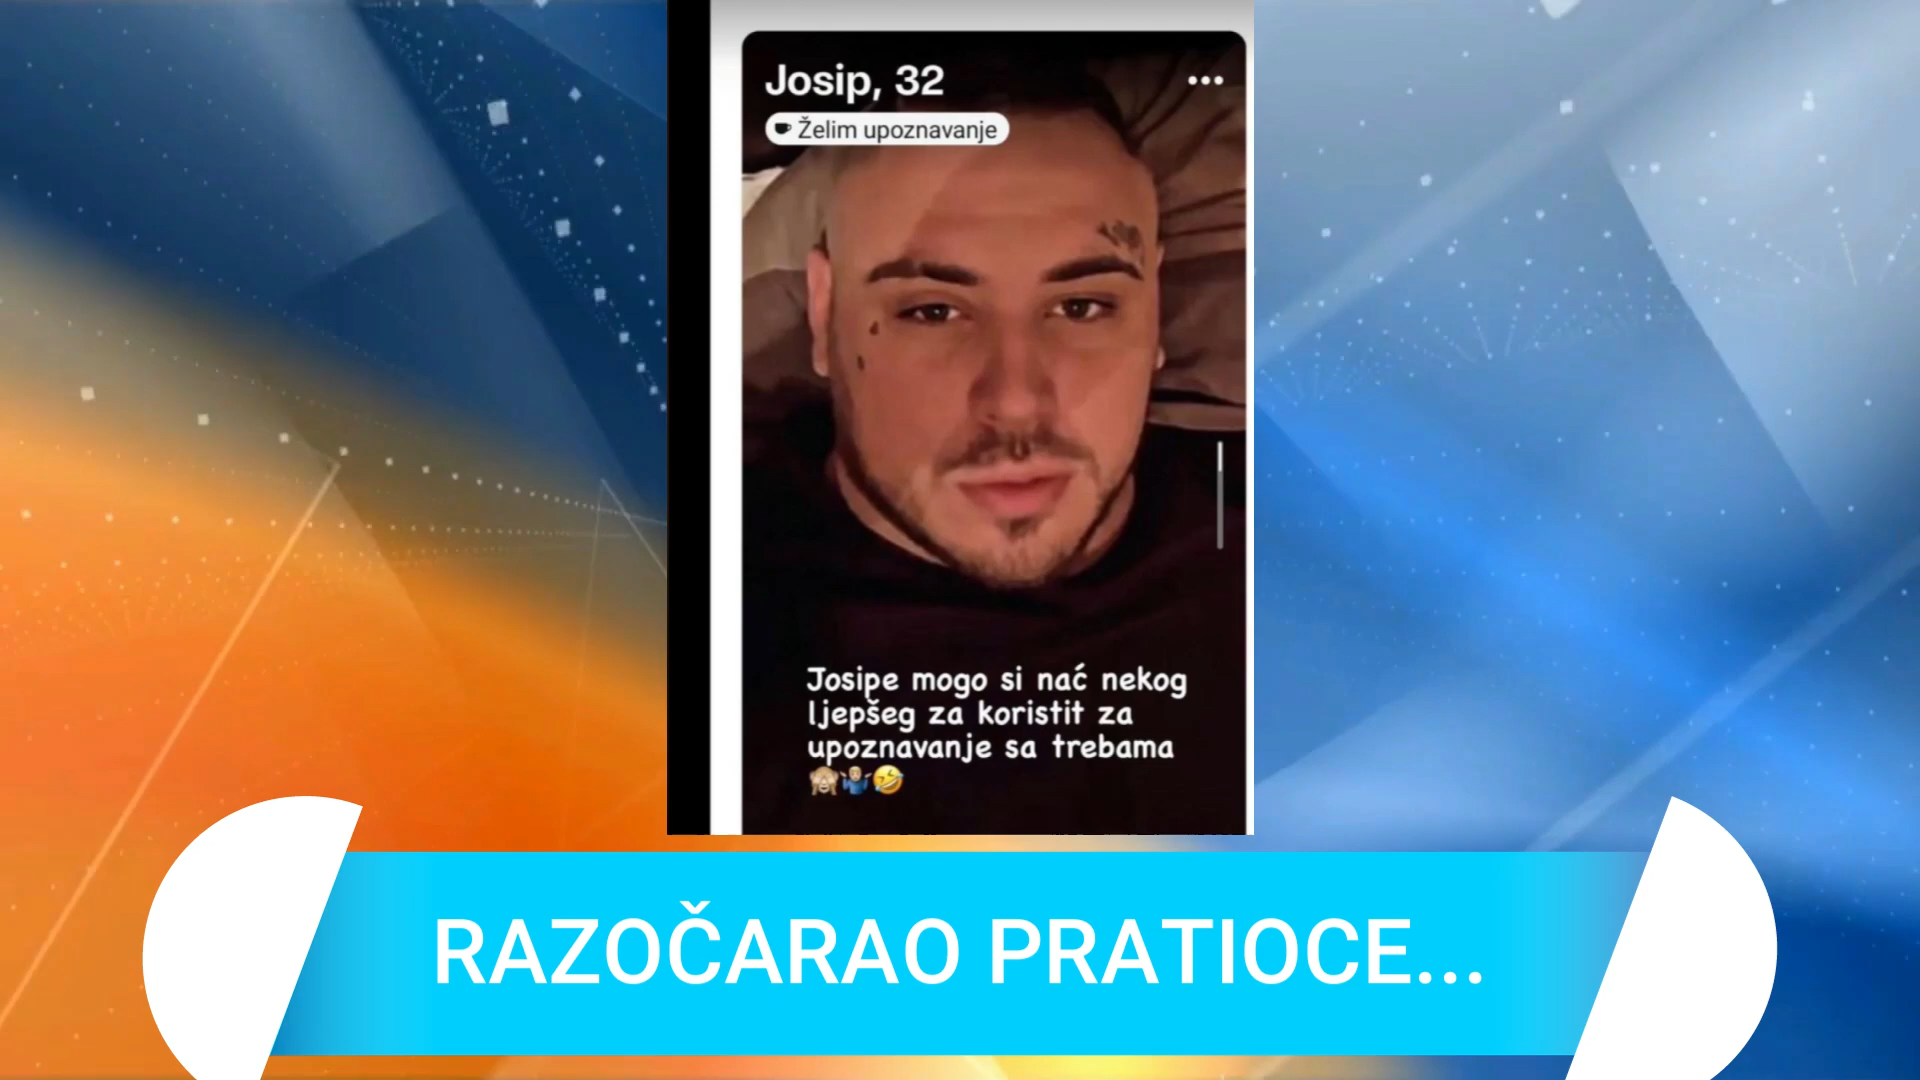 Josip, 32
Želim upoznavanje
Josipe mogo si nać nekog
ljepšeg za koristit za
upoznavanje sa trebama
🙈🤷🏼‍♂️🤣
RAZOČARAO PRATIOCE...